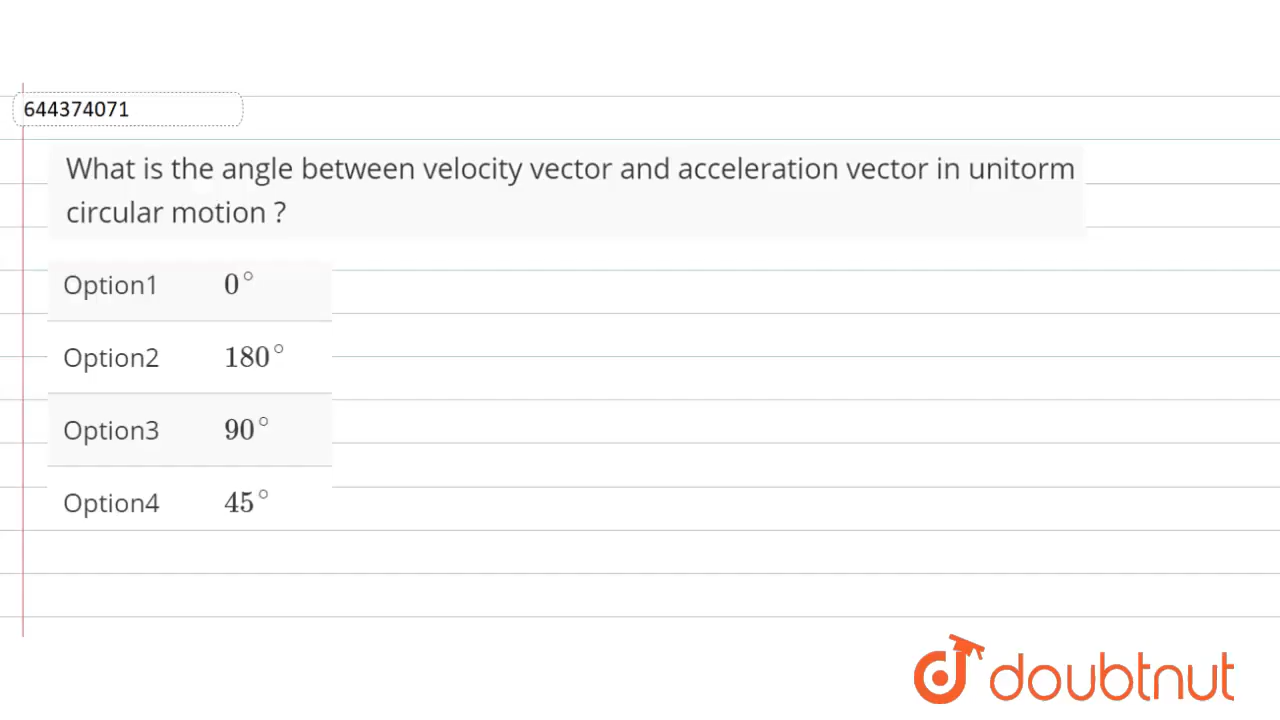 644374071
What is the angle between velocity vector and acceleration vector in unitorm
circular motion ?
Option1 0°
Option2 180°
Option3 90°
Option4 45°
doubtnut